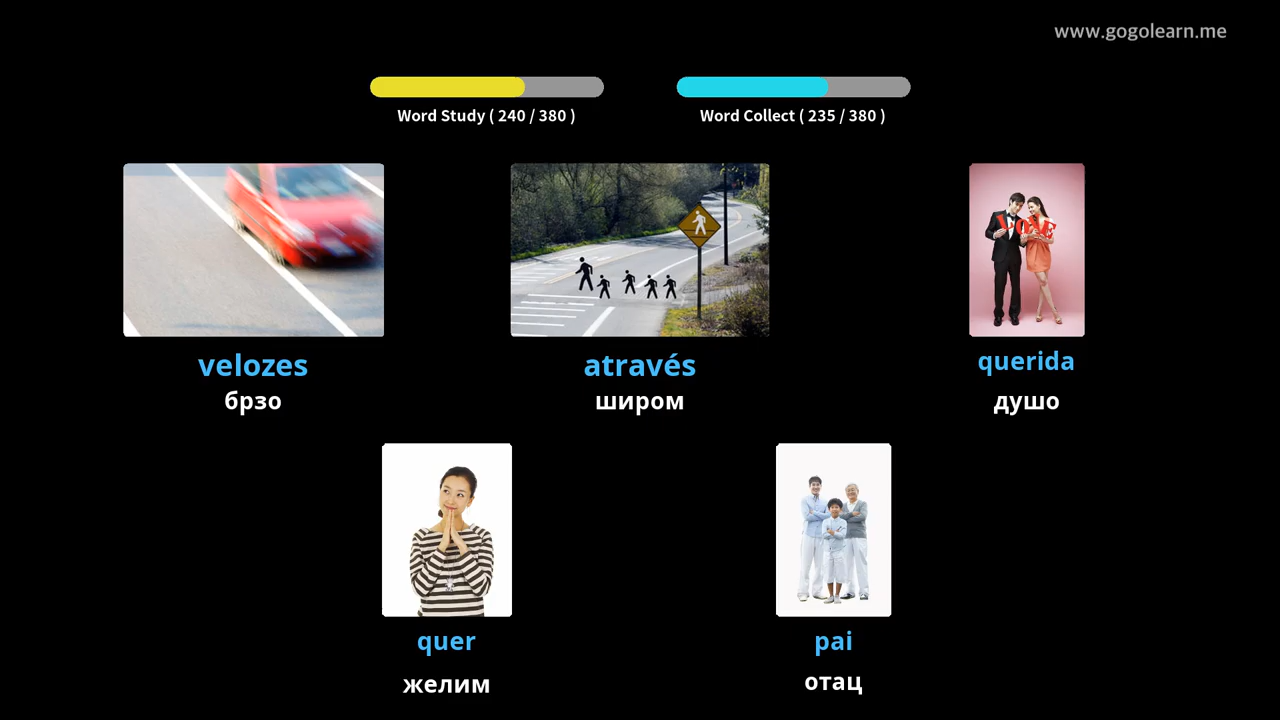 www.gogolearn.me
Word Study ( 240 / 380 )
Word Collect ( 235 / 380 )
LOVE
velozes
através
querida
брзо
широм
душо
quer
pai
желим
отац